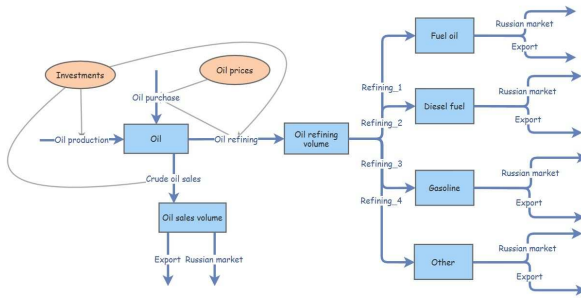 Investments
Oil prices
Oil purchase
Oil production
Oil
Oil refining
Oil refining
volume
Crude oil sales
Oil sales volume
Export
Russian market
Refining_1
Refining_2
Refining_3
Refining_4
Fuel oil
Russian market
Export
Diesel fuel
Russian market
Export
Gasoline
Russian market
Export
Other
Russian market
Export